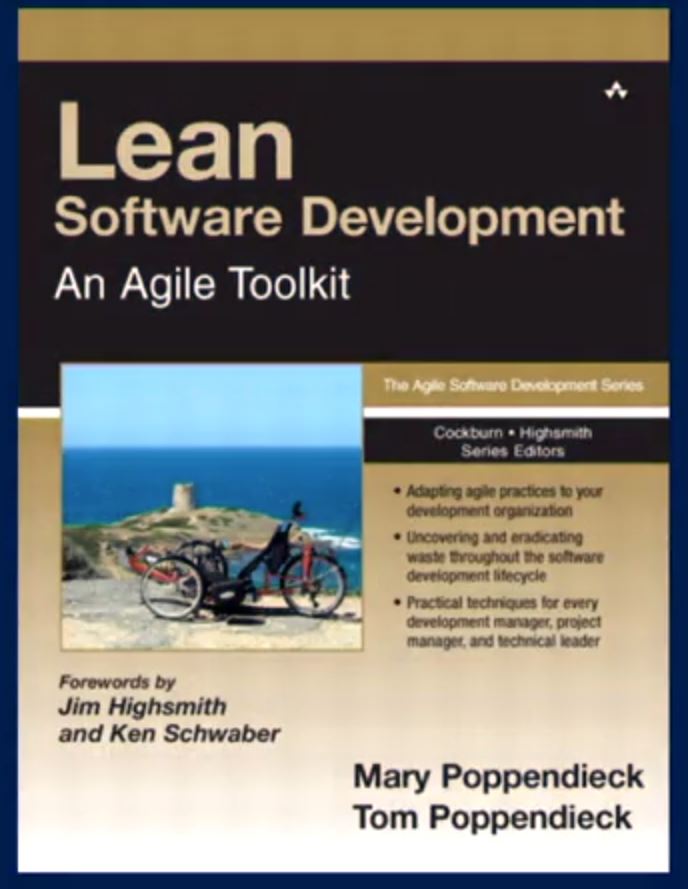 Lean
Software Development
An Agile Toolkit
The Agile Software Development Series
Cockburn • Highsmith
Series Editors
• Adapting agile practices to your
development organization
• Uncovering and eradicating
waste throughout the software
development lifecycle
• Practical techniques for every
development manager, project
manager, and technical leader
Forewords by
Jim Highsmith
and Ken Schwaber
Mary Poppendieck
Tom Poppendieck